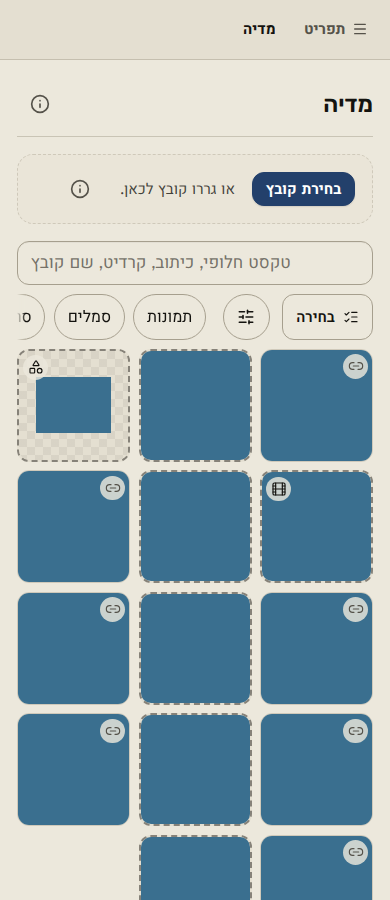 תפריט מדיה
מדיה
בחירת קובץ או גררו קובץ לכאן.
טקסט חלופי, כיתוב, קרדיט, שם קובץ
בחירה תמונות סמלים